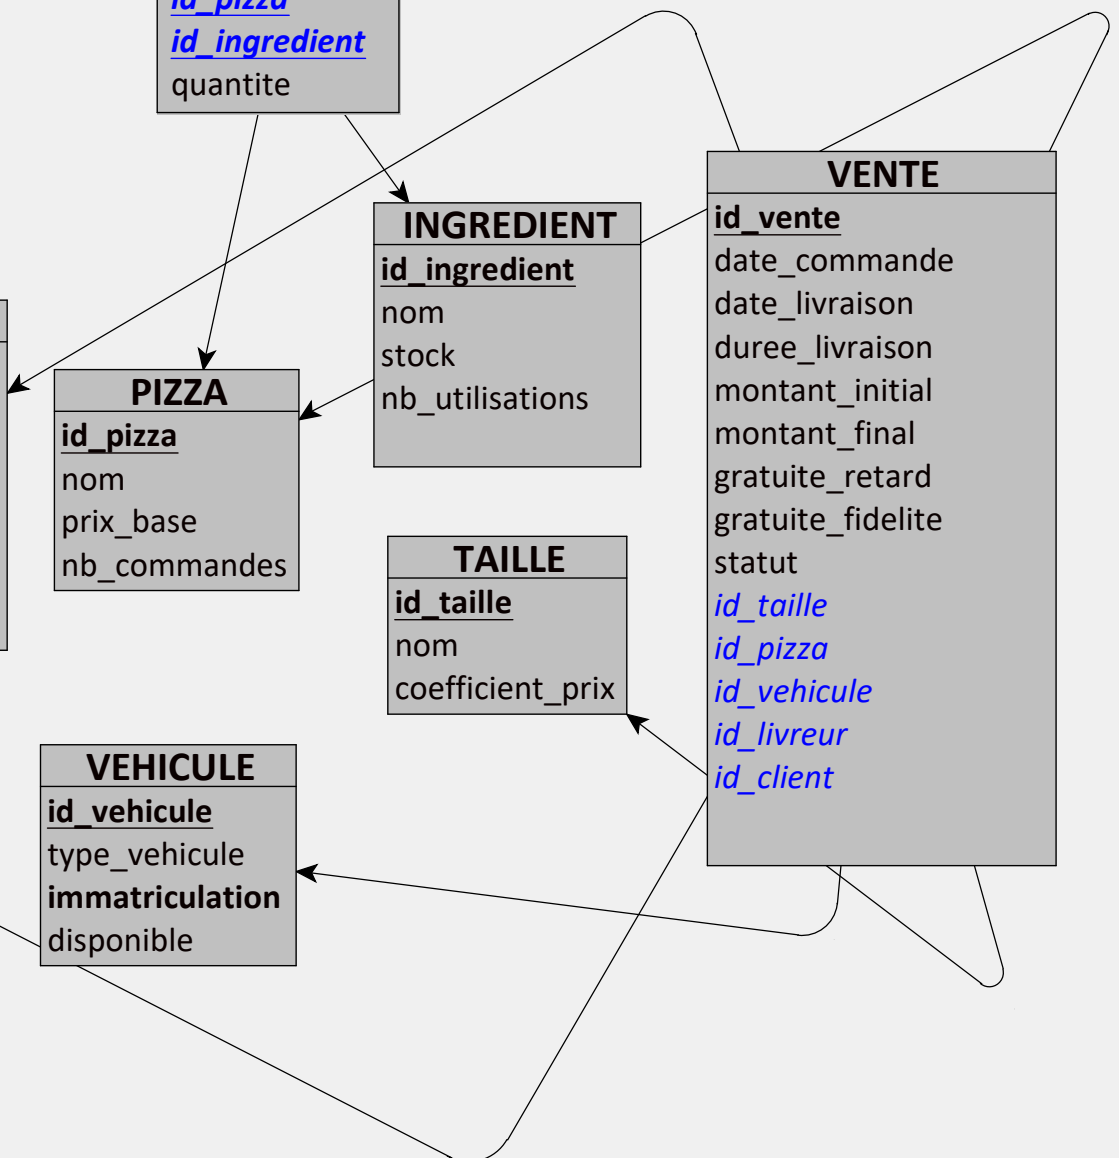 id_pizza
id_ingredient
quantite
INGREDIENT
id_ingredient
nom
stock
nb_utilisations
VENTE
id_vente
date_commande
date_livraison
duree_livraison
montant_initial
montant_final
gratuite_retard
gratuite_fidelite
statut
id_taille
id_pizza
id_vehicule
id_livreur
id_client
PIZZA
id_pizza
nom
prix_base
nb_commandes
TAILLE
id_taille
nom
coefficient_prix
VEHICULE
id_vehicule
type_vehicule
immatriculation
disponible